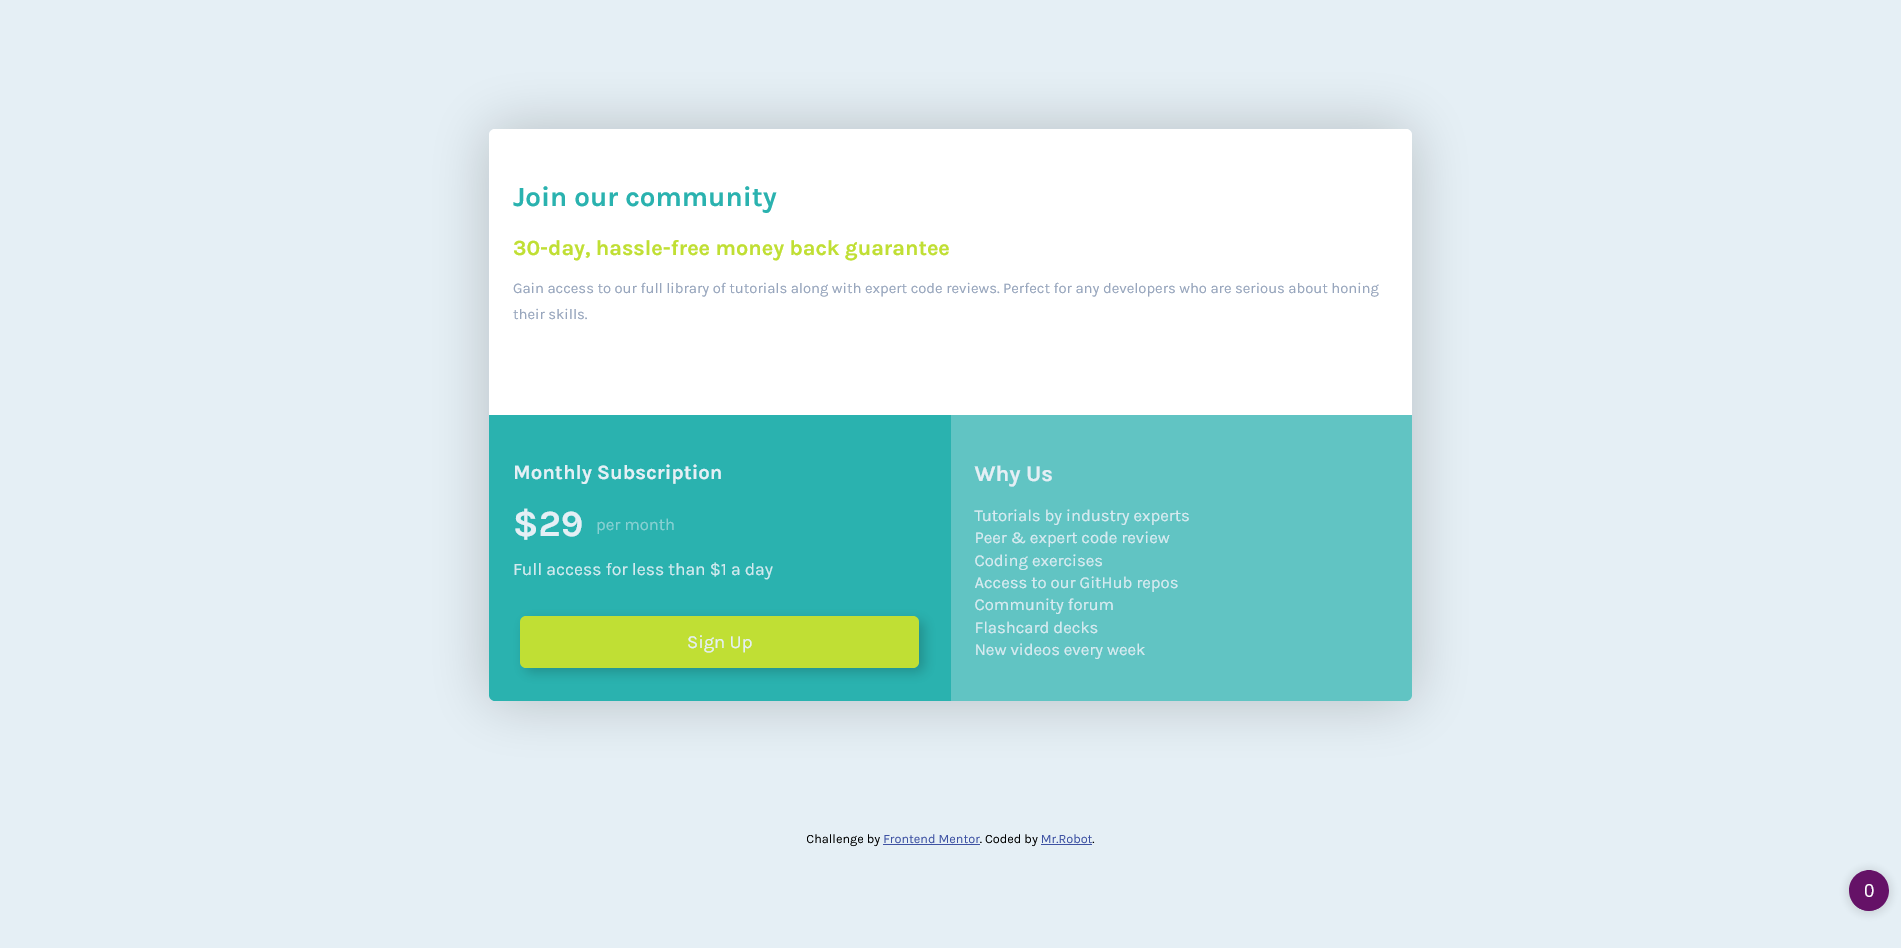 Join our community
30-day, hassle-free money back guarantee
Gain access to our full library of tutorials along with expert code reviews. Perfect for any developers who are serious about honing
their skills.
Monthly Subscription
$29 per month
Full access for less than $1 a day
Sign Up
Why Us
Tutorials by industry experts
Peer & expert code review
Coding exercises
Access to our GitHub repos
Community forum
Flashcard decks
New videos every week
Challenge by Frontend Mentor. Coded by Mr.Robot.
0